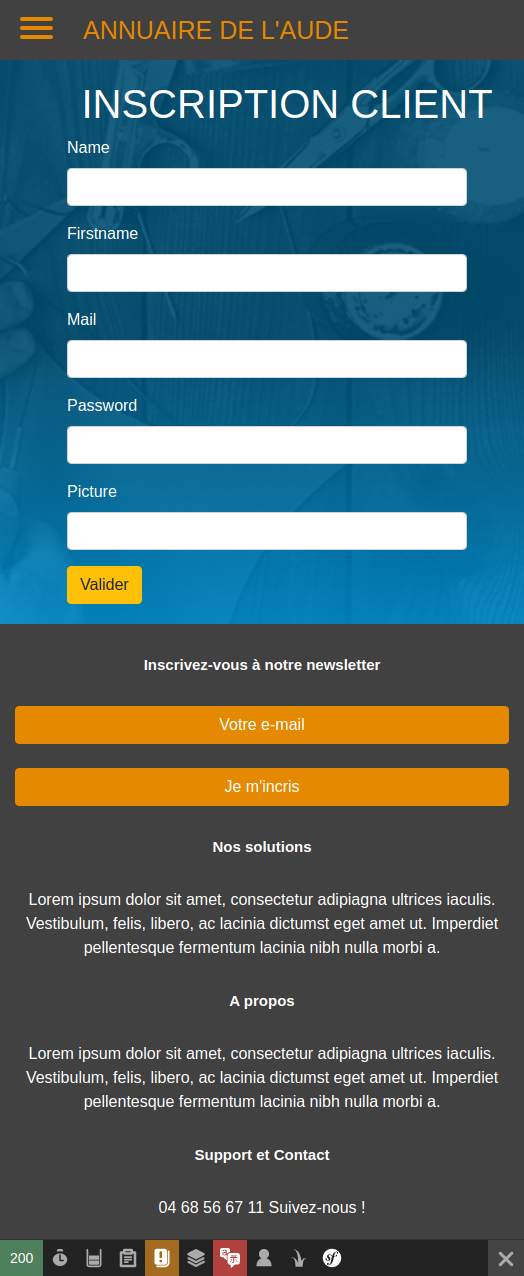 ANNUAIRE DE L'AUDE
INSCRIPTION CLIENT
Name
Firstname
Mail
Password
Picture
Valider
Inscrivez-vous à notre newsletter
Votre e-mail
Je m'incris
Nos solutions
Lorem ipsum dolor sit amet, consectetur adipiagna ultrices iaculis.
Vestibulum, felis, libero, ac lacinia dictumst eget amet ut. Imperdiet
pellentesque fermentum lacinia nibh nulla morbi a.
A propos
Lorem ipsum dolor sit amet, consectetur adipiagna ultrices iaculis.
Vestibulum, felis, libero, ac lacinia dictumst eget amet ut. Imperdiet
pellentesque fermentum lacinia nibh nulla morbi a.
Support et Contact
04 68 56 67 11 Suivez-nous !
200